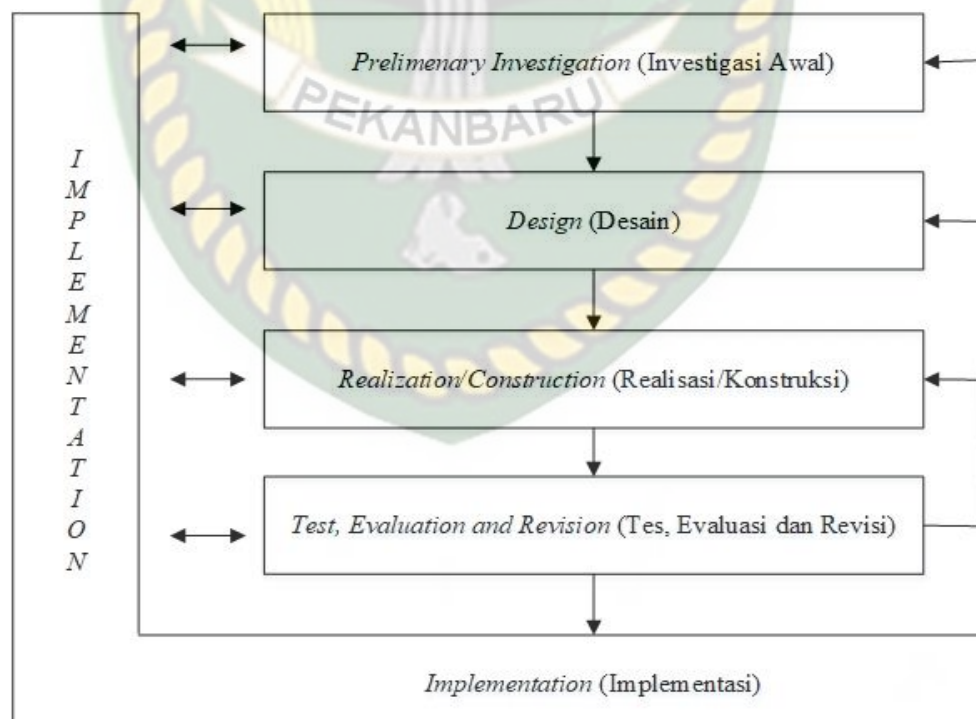 Prelimenary Investigation (Investigasi Awal)
PEKANBARU
Design (Desain)
Realization/Construction (Realisasi/Konstruksi)
Test, Evaluation and Revision (Tes, Evaluasi dan Revisi)
I
M
P
L
E
M
E
N
T
A
T
I
O
N
Implementation (Implementasi)